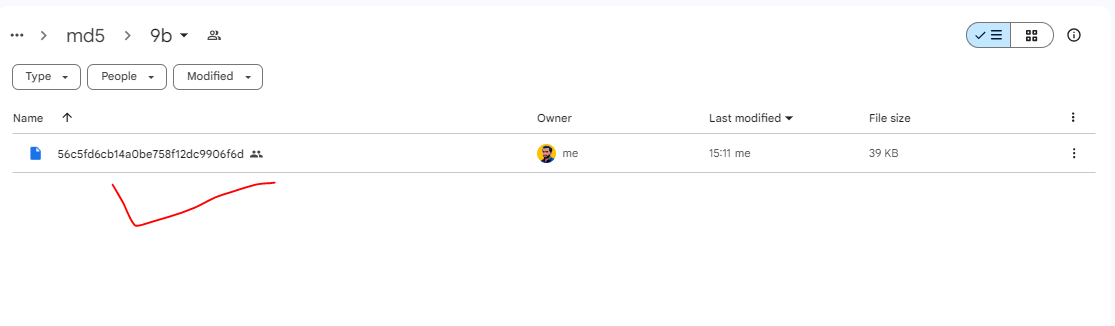 ... > md5 > 9b
Type People Modified
Name Owner Last modified File size
56c5fd6cb14a0be758f12dc9906f6d me 15:11 me 39 KB